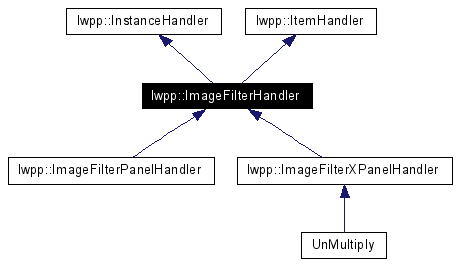 lwpp::InstanceHandler
lwpp::ItemHandler
lwpp::ImageFilterHandler
lwpp::ImageFilterPanelHandler
lwpp::ImageFilterXPanelHandler
UnMultiply